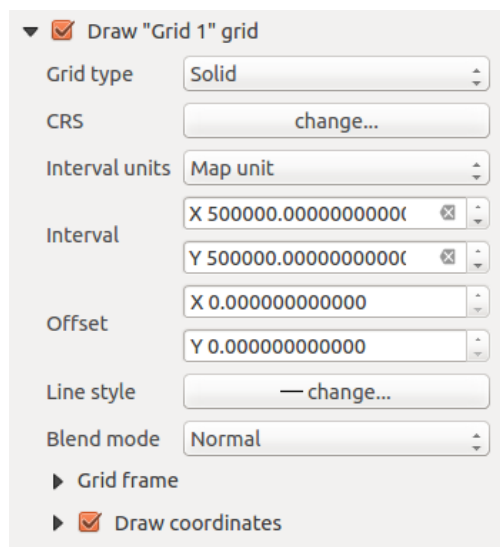 Draw "Grid 1" grid
Grid type Solid
CRS change...
Interval units Map unit
Interval
X 500000.0000000000
Y 500000.0000000000
Offset
X 0.000000000000
Y 0.000000000000
Line style change...
Blend mode Normal
Grid frame
Draw coordinates